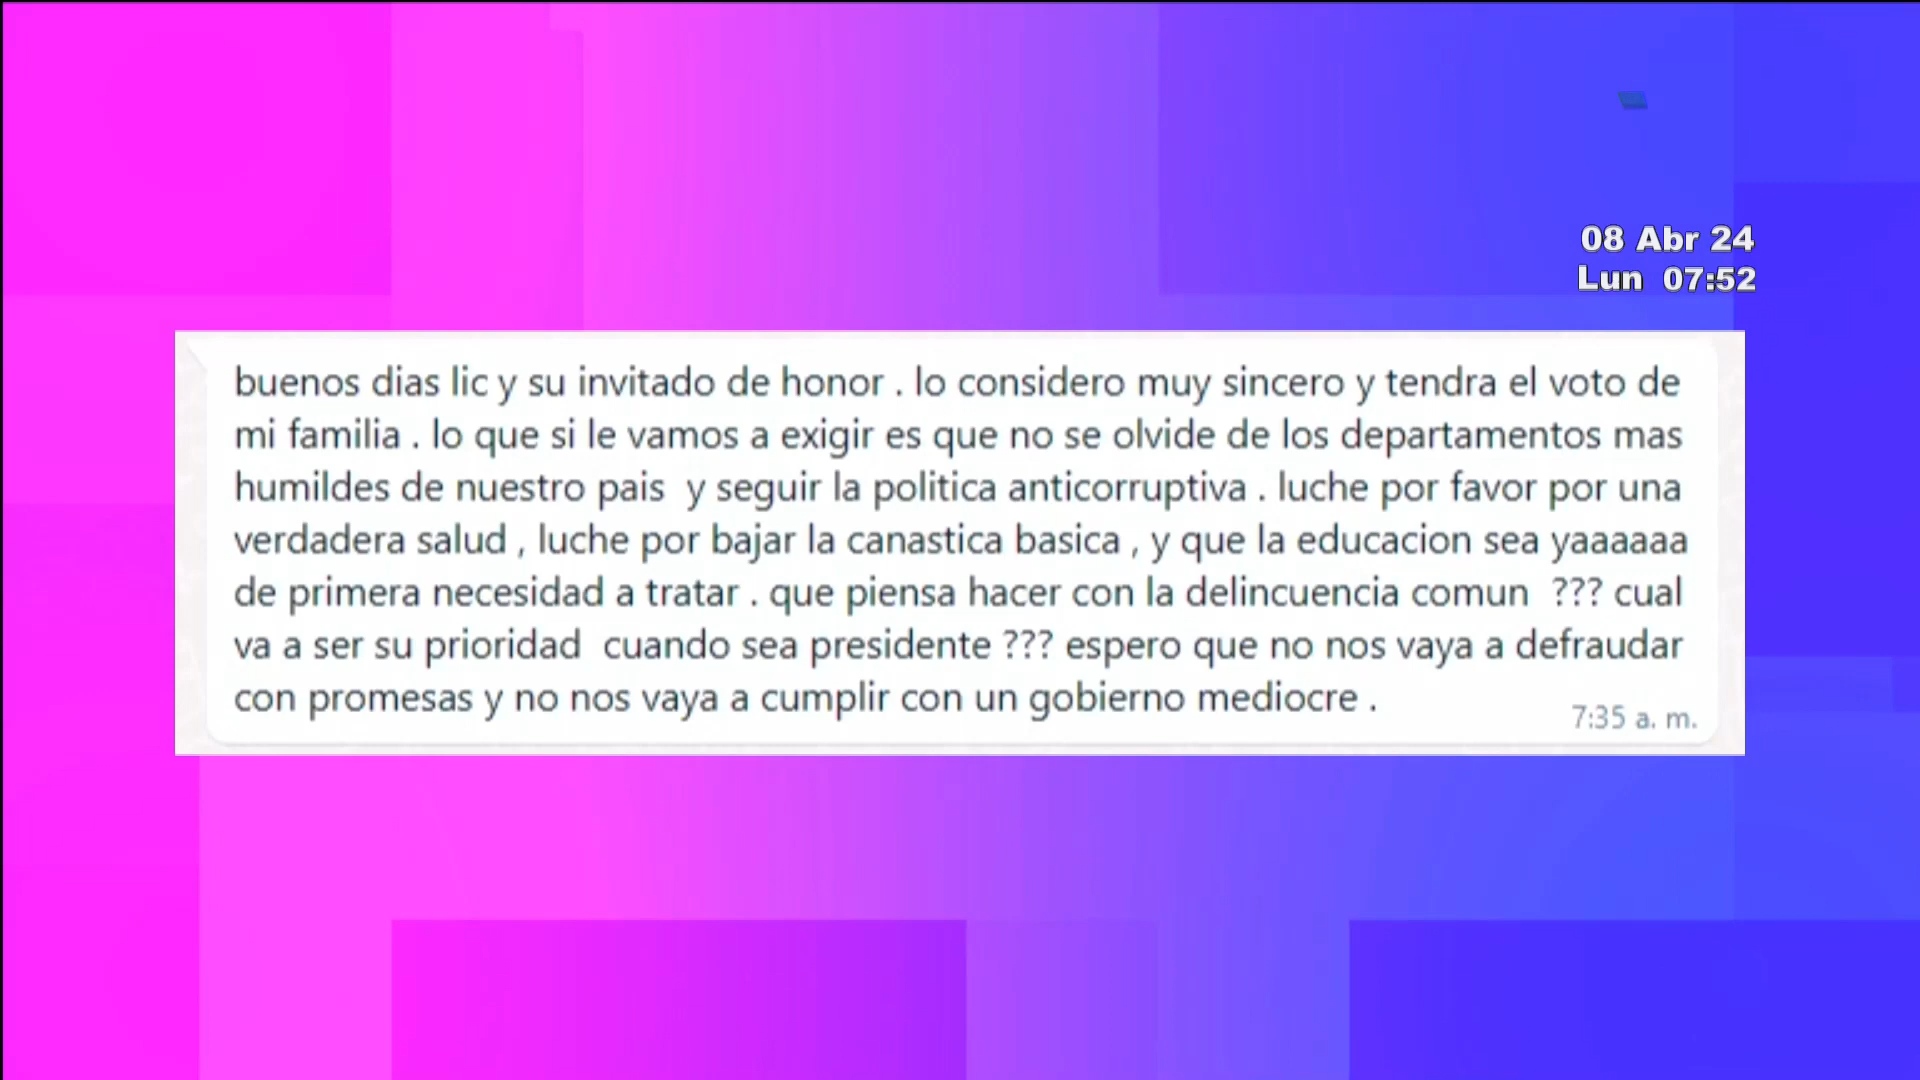 08 Abr 24
Lun 07:52
buenos dias lic y su invitado de honor . lo considero muy sincero y tendra el voto de
mi familia . lo que si le vamos a exigir es que no se olvide de los departamentos mas
humildes de nuestro pais  y seguir la politica anticorruptiva . luche por favor por una
verdadera salud , luche por bajar la canastica basica , y que la educacion sea yaaaaaa
de primera necesidad a tratar . que piensa hacer con la delincuencia comun  ??? cual
va a ser su prioridad  cuando sea presidente ??? espero que no nos vaya a defraudar
con promesas y no nos vaya a cumplir con un gobierno mediocre .
7:35 a. m.